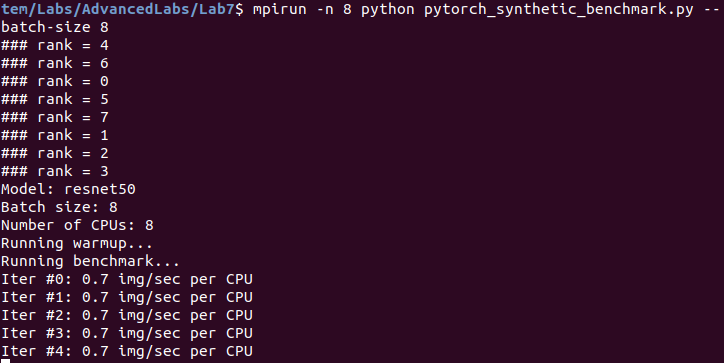 tem/Labs/AdvancedLabs/Lab7$ mpirun -n 8 python pytorch_synthetic_benchmark.py --
batch-size 8
### rank = 4
### rank = 6
### rank = 0
### rank = 5
### rank = 7
### rank = 1
### rank = 2
### rank = 3
Model: resnet50
Batch size: 8
Number of CPUs: 8
Running warmup...
Running benchmark...
Iter #0: 0.7 img/sec per CPU
Iter #1: 0.7 img/sec per CPU
Iter #2: 0.7 img/sec per CPU
Iter #3: 0.7 img/sec per CPU
Iter #4: 0.7 img/sec per CPU